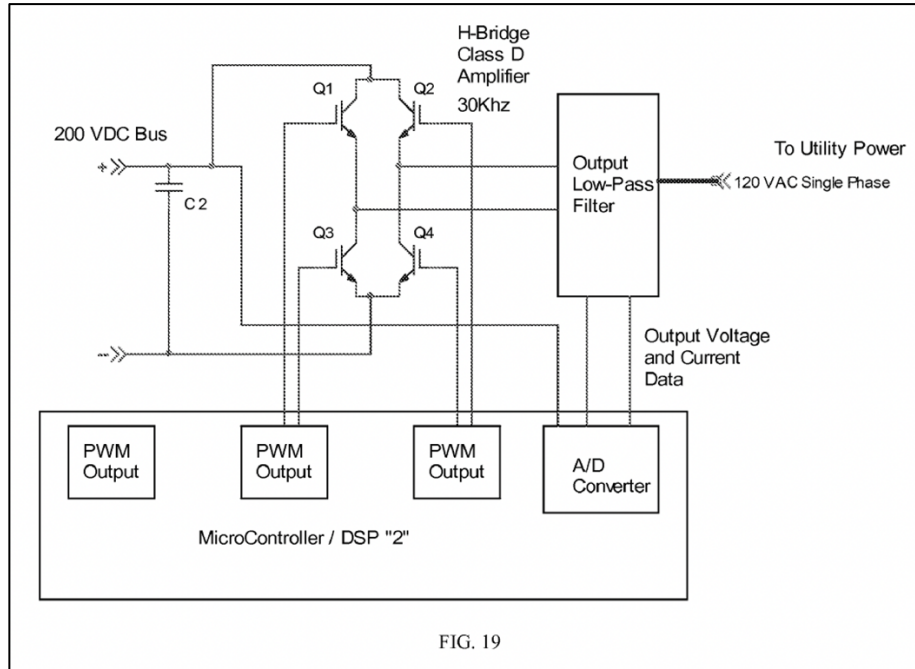 H-Bridge
Class D
Amplifier
30Khz
Q1
Q2
200 VDC Bus
+
C2
Output
Low-Pass
Filter
To Utility Power
120 VAC Single Phase
Q3
Q4
--
Output Voltage
and Current
Data
PWM
Output
PWM
Output
PWM
Output
A/D
Converter
MicroController / DSP "2"
FIG. 19